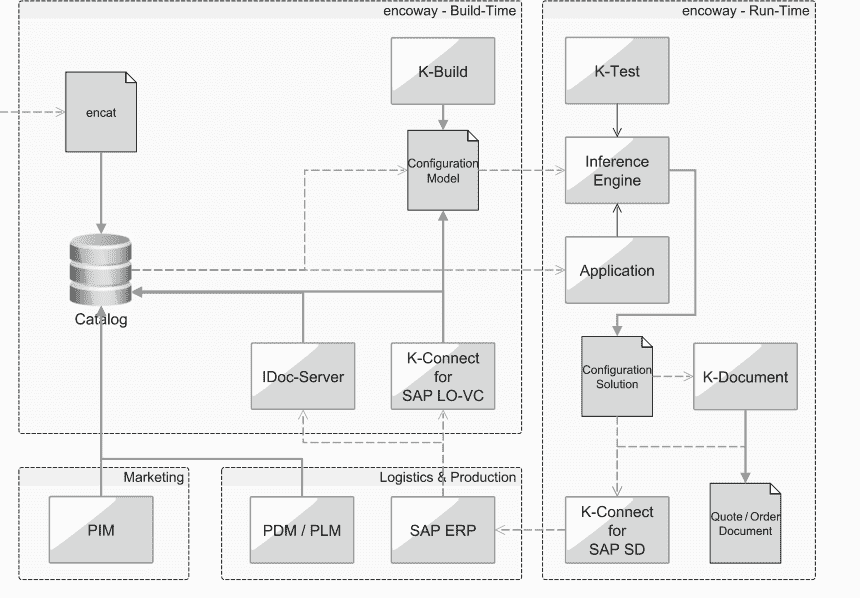 encoway - Build-Time
encoway - Run-Time
K-Build
K-Test
encat
Configuration
Model
Inference
Engine
Application
Catalog
IDoc-Server
K-Connect
for
SAP LO-VC
Configuration
Solution
K-Document
Marketing
Logistics & Production
PIM
PDM / PLM
SAP ERP
K-Connect
for
SAP SD
Quote / Order
Document